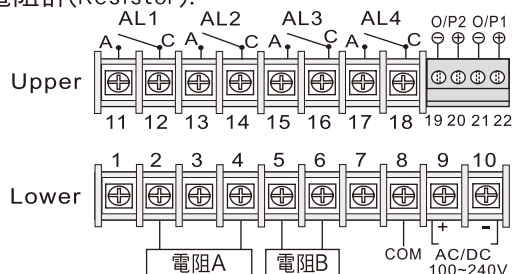 電阻計(Resistor):
AL1 AL2 AL3 AL4 O/P2 O/P1
A C A C A C A C ⊖ ⊕ ⊖ ⊕
Upper
11 12 13 14 15 16 17 18 19 20 21 22
1 2 3 4 5 6 7 8 9 10
Lower
+ -
電阻A 電阻B COM AC/DC
100~240V